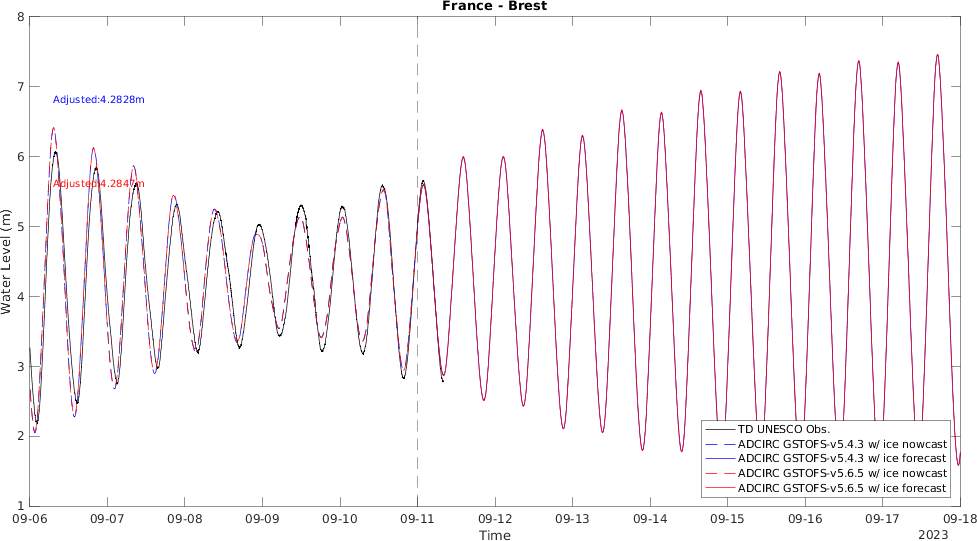 France - Brest
8
7
6
5
4
3
2
1
Water Level (m)
Adjusted:4.2828m
Adjusted:4.2847m
TD UNESCO Obs.
ADCIRC GSTOFS-v5.4.3 w/ ice nowcast
ADCIRC GSTOFS-v5.4.3 w/ ice forecast
ADCIRC GSTOFS-v5.6.5 w/ ice nowcast
ADCIRC GSTOFS-v5.6.5 w/ ice forecast
09-06 09-07 09-08 09-09 09-10 09-11 09-12 09-13 09-14 09-15 09-16 09-17 09-18
Time
2023